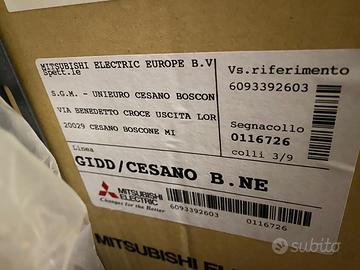 MITSUBISHI ELECTRIC EUROPE B.V
Spett.le
S.G.M. - UNIEURO CESANO BOSCON
VIA BENEDETTO CROCE USCITA LOR
20029 CESANO BOSCONE MI
Vs.riferimento
6093392603
Segnacollo
0116726
colli 3/9
Linea
GIDD/CESANO B.NE
MITSUBISHI
ELECTRIC
Changes for the Better
6093392603
0116726
MITSUBISHI
subito